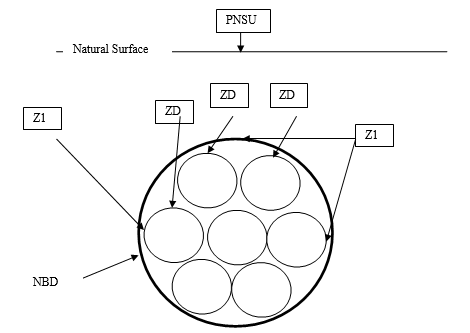 PNSU
Natural Surface
ZD
ZD
ZD
Z1
Z1
NBD